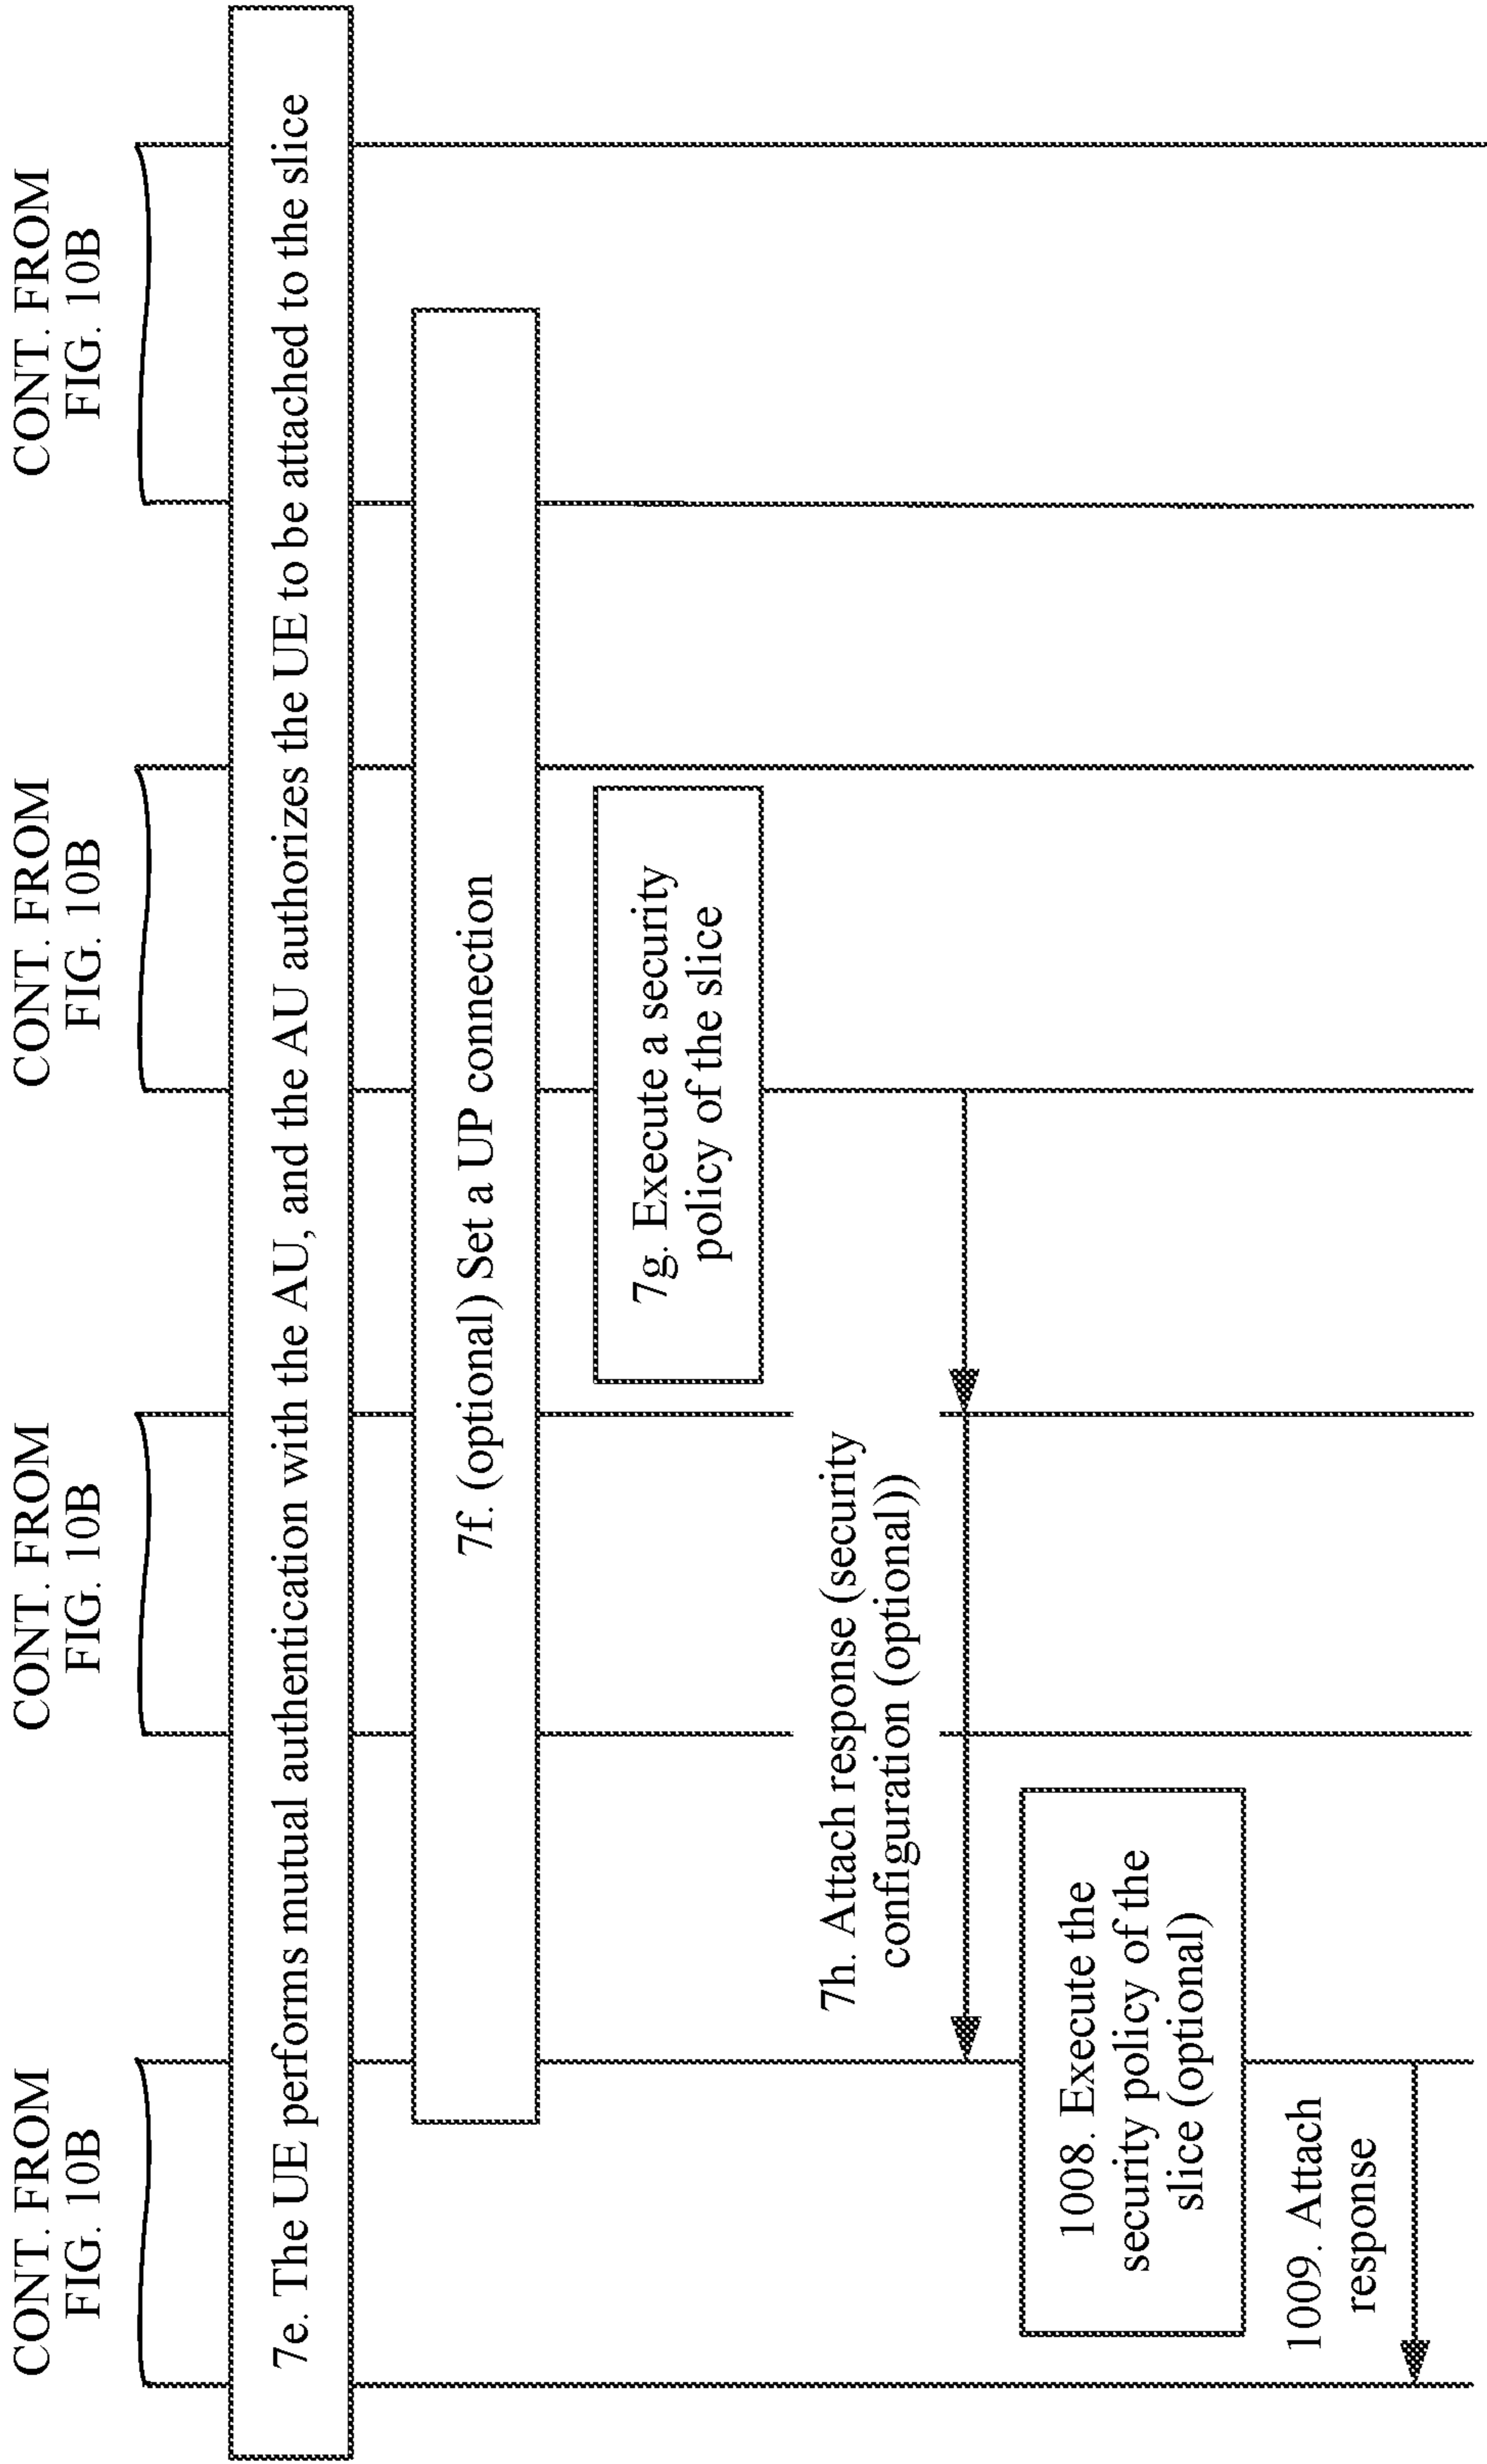 CONT. FROM
FIG. 10B
CONT. FROM
FIG. 10B
CONT. FROM
FIG. 10B
CONT. FROM
FIG. 10B
7e. The UE performs mutual authentication with the AU, and the AU authorizes the UE to be attached to the slice
7f. (optional) Set a UP connection
7g. Execute a security
policy of the slice
7h. Attach response (security
configuration (optional))
1008. Execute the
security policy of the
slice (optional)
1009. Attach
response